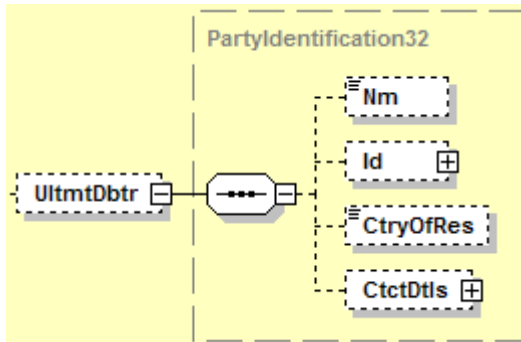 PartyIdentification32
Nm
Id
UltmtDbtr
CtryOfRes
CtctDtls